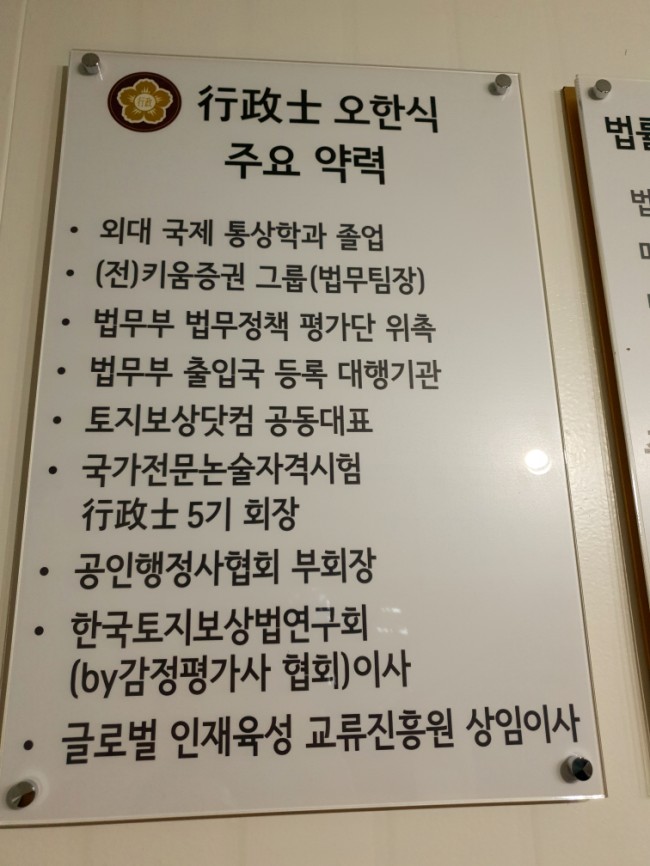 行政士 오한식
주요 약력
• 외대 국제 통상학과 졸업
• (전)키움증권 그룹(법무팀장)
• 법무부 법무정책 평가단 위촉
• 법무부 출입국 등록 대행기관
• 토지보상닷컴 공동대표
• 국가전문논술자격시험
行政士 5기 회장
• 공인행정사협회 부회장
• 한국토지보상법연구회
(by감정평가사 협회)이사
• 글로벌 인재육성 교류진흥원 상임이사